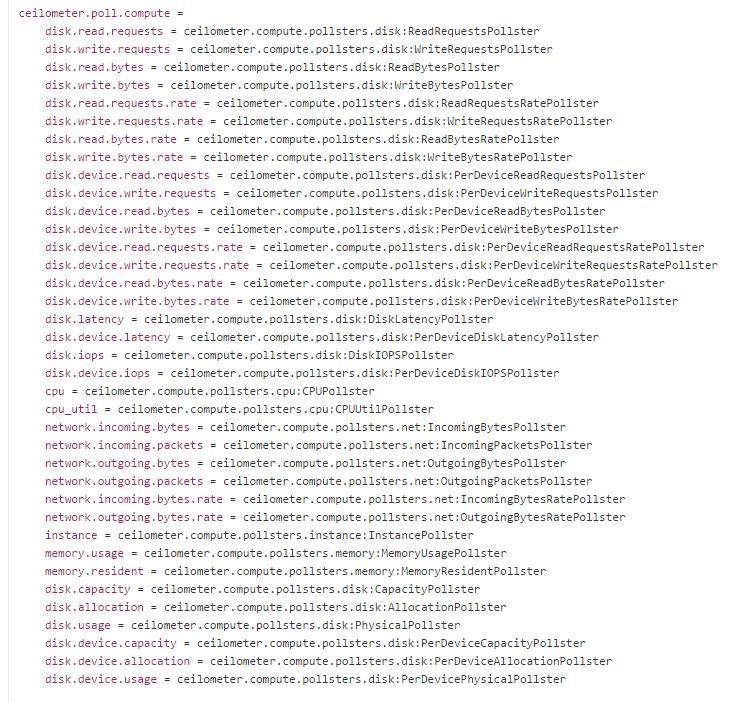 ceilometer.poll.compute =
disk.read.requests = ceilometer.compute.pollsters.disk:ReadRequestsPollster
disk.write.requests = ceilometer.compute.pollsters.disk:WriteRequestsPollster
disk.read.bytes = ceilometer.compute.pollsters.disk:ReadBytesPollster
disk.write.bytes = ceilometer.compute.pollsters.disk:WriteBytesPollster
disk.read.requests.rate = ceilometer.compute.pollsters.disk:ReadRequestsRatePollster
disk.write.requests.rate = ceilometer.compute.pollsters.disk:WriteRequestsRatePollster
disk.read.bytes.rate = ceilometer.compute.pollsters.disk:ReadBytesRatePollster
disk.write.bytes.rate = ceilometer.compute.pollsters.disk:WriteBytesRatePollster
disk.device.read.requests = ceilometer.compute.pollsters.disk:PerDeviceReadRequestsPollster
disk.device.write.requests = ceilometer.compute.pollsters.disk:PerDeviceWriteRequestsPollster
disk.device.read.bytes = ceilometer.compute.pollsters.disk:PerDeviceReadBytesPollster
disk.device.write.bytes = ceilometer.compute.pollsters.disk:PerDeviceWriteBytesPollster
disk.device.read.requests.rate = ceilometer.compute.pollsters.disk:PerDeviceReadRequestsRatePollster
disk.device.write.requests.rate = ceilometer.compute.pollsters.disk:PerDeviceWriteRequestsRatePollster
disk.device.read.bytes.rate = ceilometer.compute.pollsters.disk:PerDeviceReadBytesRatePollster
disk.device.write.bytes.rate = ceilometer.compute.pollsters.disk:PerDeviceWriteBytesRatePollster
disk.latency = ceilometer.compute.pollsters.disk:DiskLatencyPollster
disk.device.latency = ceilometer.compute.pollsters.disk:PerDeviceDiskLatencyPollster
disk.iops = ceilometer.compute.pollsters.disk:DiskIOPSPollster
disk.device.iops = ceilometer.compute.pollsters.disk:PerDeviceDiskIOPSPollster
cpu = ceilometer.compute.pollsters.cpu:CPUPollster
cpu_util = ceilometer.compute.pollsters.cpu:CPUUtilPollster
network.incoming.bytes = ceilometer.compute.pollsters.net:IncomingBytesPollster
network.incoming.packets = ceilometer.compute.pollsters.net:IncomingPacketsPollster
network.outgoing.bytes = ceilometer.compute.pollsters.net:OutgoingBytesPollster
network.outgoing.packets = ceilometer.compute.pollsters.net:OutgoingPacketsPollster
network.incoming.bytes.rate = ceilometer.compute.pollsters.net:IncomingBytesRatePollster
network.outgoing.bytes.rate = ceilometer.compute.pollsters.net:OutgoingBytesRatePollster
instance = ceilometer.compute.pollsters.instance:InstancePollster
memory.usage = ceilometer.compute.pollsters.memory:MemoryUsagePollster
memory.resident = ceilometer.compute.pollsters.memory:MemoryResidentPollster
disk.capacity = ceilometer.compute.pollsters.disk:CapacityPollster
disk.allocation = ceilometer.compute.pollsters.disk:AllocationPollster
disk.usage = ceilometer.compute.pollsters.disk:PhysicalPollster
disk.device.capacity = ceilometer.compute.pollsters.disk:PerDeviceCapacityPollster
disk.device.allocation = ceilometer.compute.pollsters.disk:PerDeviceAllocationPollster
disk.device.usage = ceilometer.compute.pollsters.disk:PerDevicePhysicalPollster